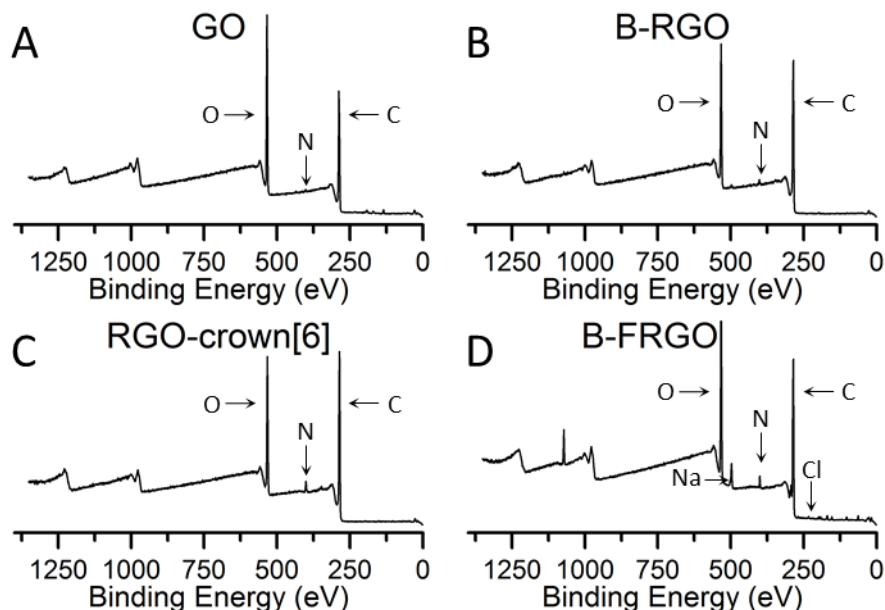 A
GO
O
N
C
1250 1000 750 500 250 0
Binding Energy (eV)
B
B-RGO
O
N
C
1250 1000 750 500 250 0
Binding Energy (eV)
C
RGO-crown[6]
O
N
C
1250 1000 750 500 250 0
Binding Energy (eV)
D
B-FRGO
O
N
C
Na
Cl
1250 1000 750 500 250 0
Binding Energy (eV)